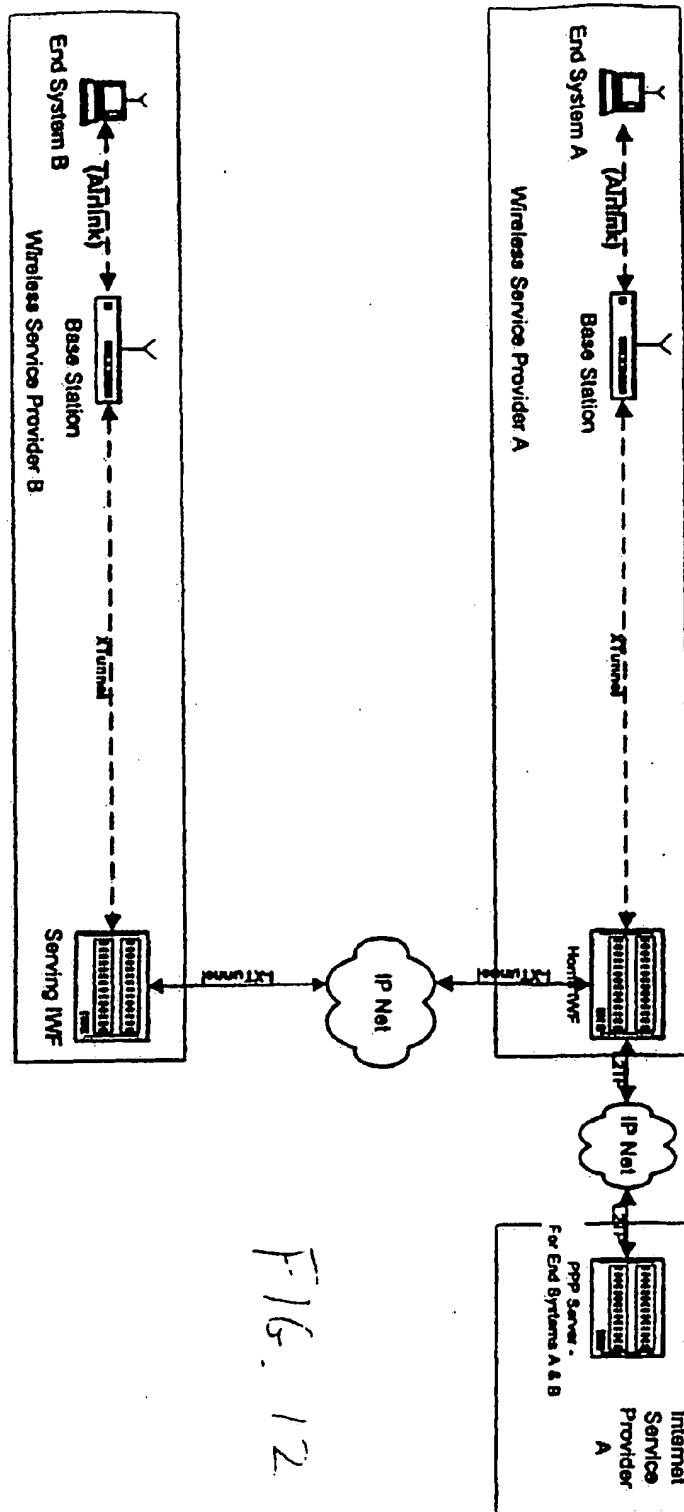 End System A
(Airlink)
Base Station
Wireless Service Provider A
XTunnel
Home IWF
L2TP
IP Net
L2TP
PPP Server -
For End Systems A & B
Internet
Service
Provider
A
I-XTunnel
IP Net
I-XTunnel
End System B
(Airlink)
Base Station
Wireless Service Provider B
XTunnel
Serving IWF
FIG. 12